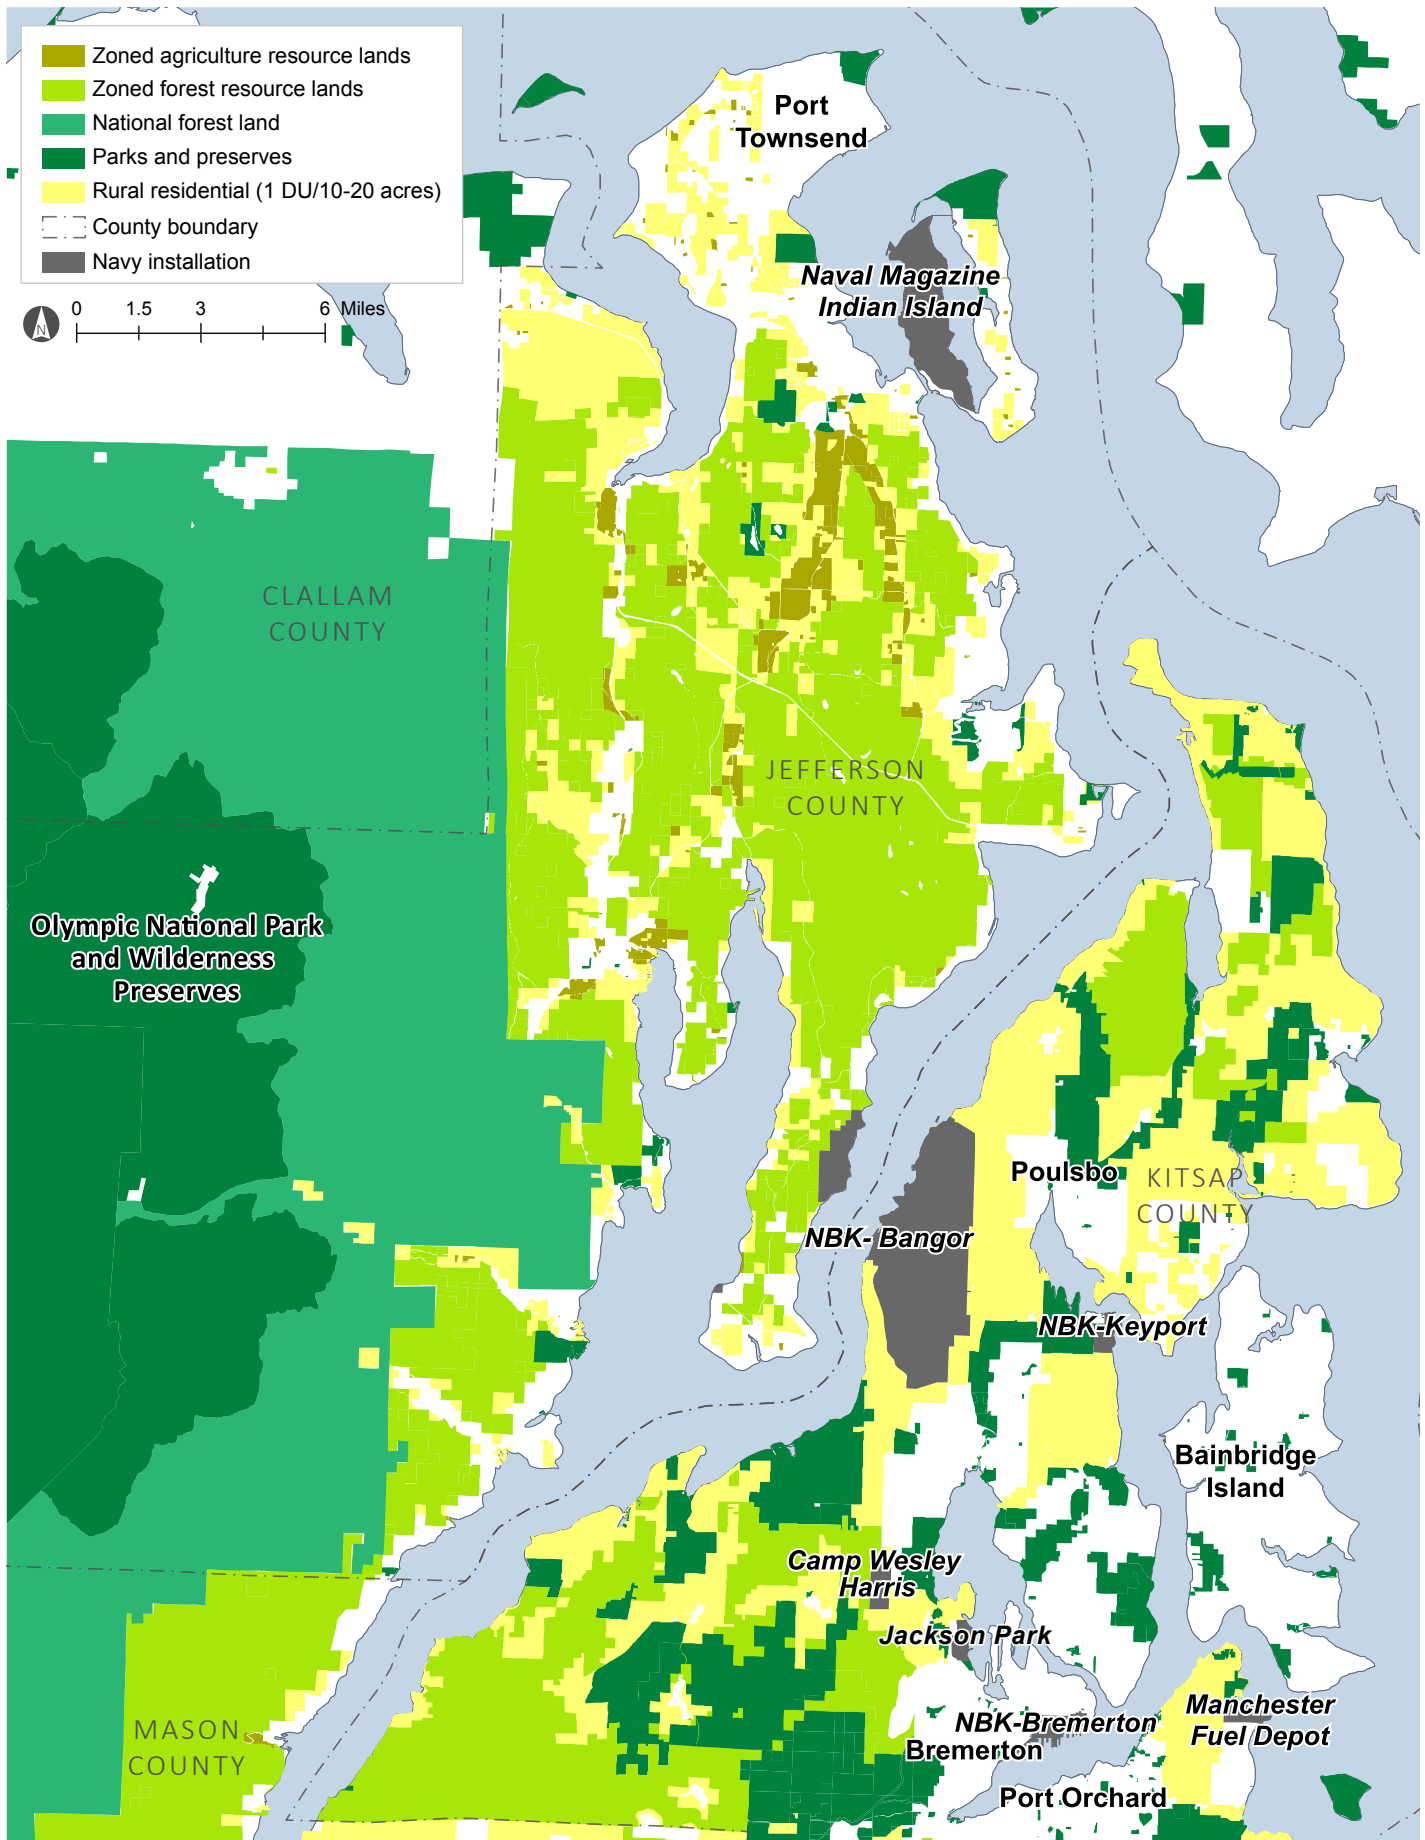 Zoned agriculture resource lands
Zoned forest resource lands
National forest land
Parks and preserves
Rural residential (1 DU/10-20 acres)
County boundary
Navy installation
N
0 1.5 3 6 Miles
Port
Townsend
Naval Magazine
Indian Island
CLALLAM
COUNTY
JEFFERSON
COUNTY
Olympic National Park
and Wilderness
Preserves
Poulsbo
KITSAP
COUNTY
NBK- Bangor
NBK-Keyport
Bainbridge
Island
Camp Wesley
Harris
Jackson Park
MASON
COUNTY
NBK-Bremerton
Bremerton
Manchester
Fuel Depot
Port Orchard